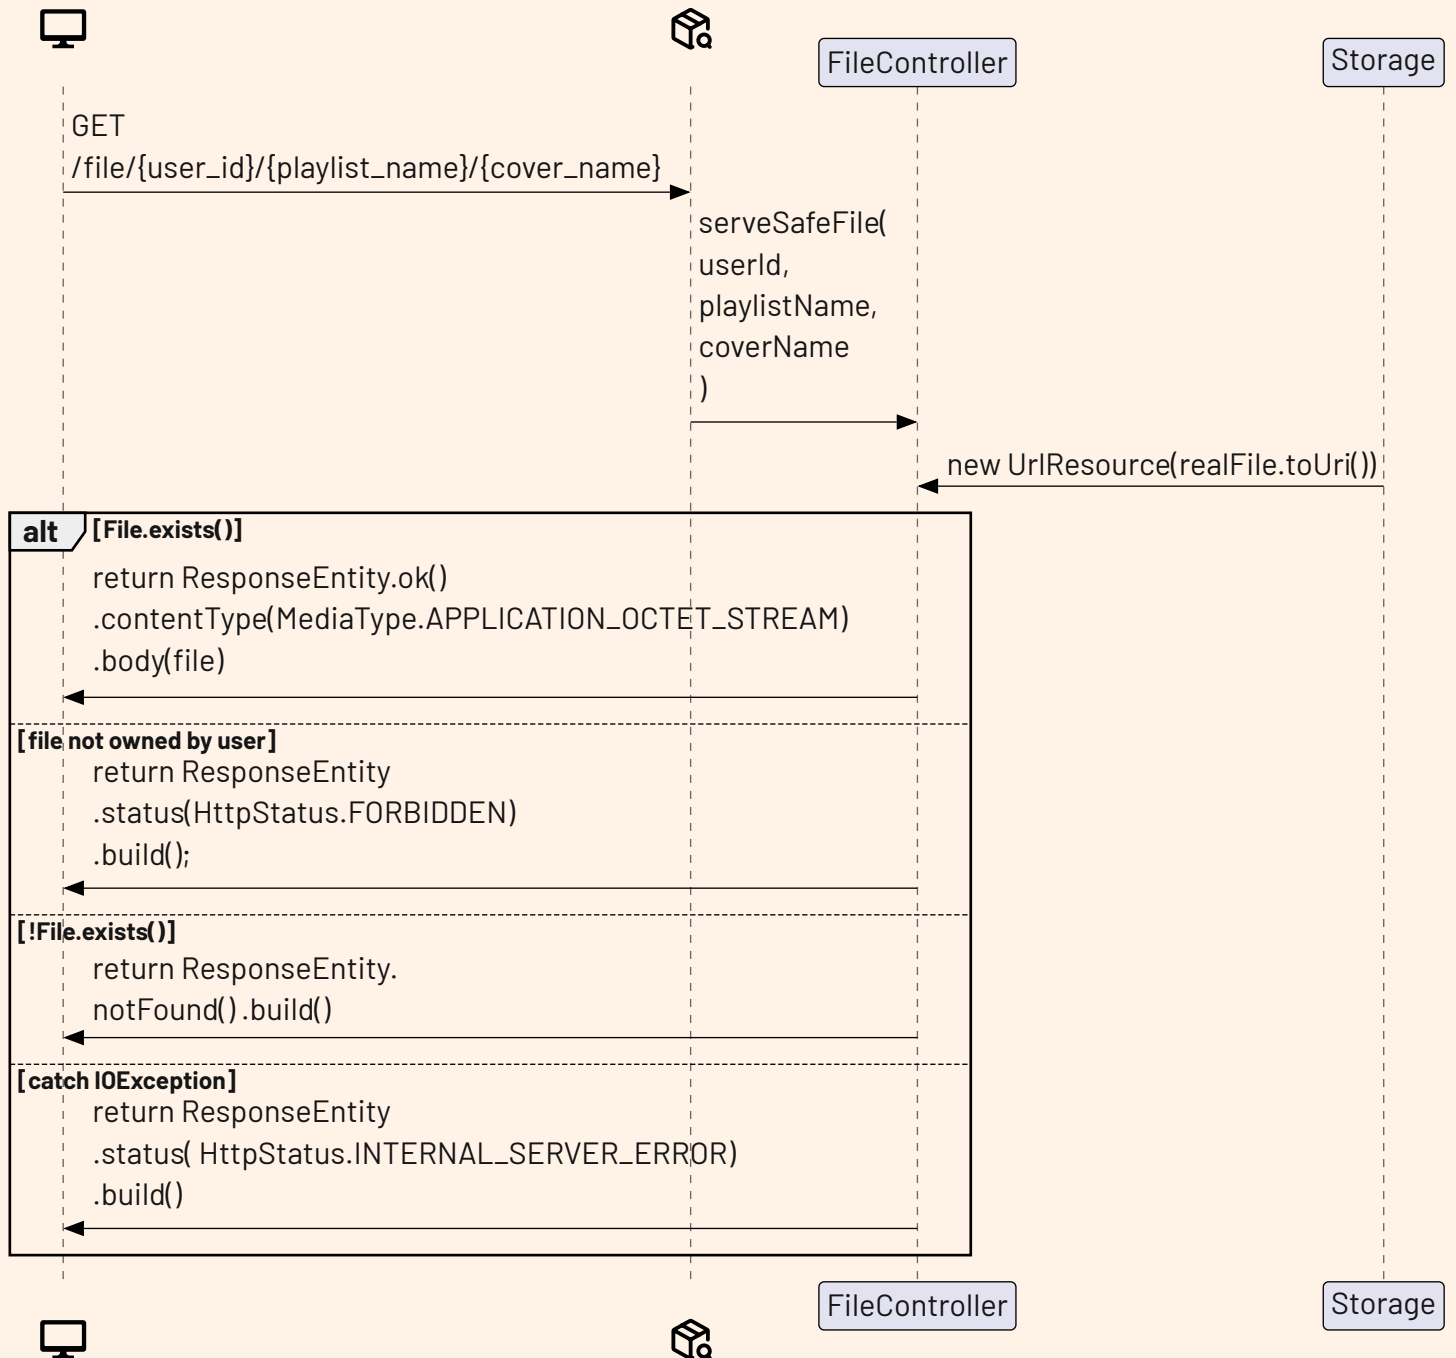 FileController
Storage
GET
/file/{user_id}/{playlist_name}/{cover_name}
serveSafeFile(
userId,
playlistName,
coverName
)
new UrlResource(realFile.toUri())
alt
[File.exists()]
return ResponseEntity.ok()
.contentType(MediaType.APPLICATION_OCTET_STREAM)
.body(file)
[file not owned by user]
return ResponseEntity
.status(HttpStatus.FORBIDDEN)
.build();
[!File.exists()]
return ResponseEntity.
notFound() .build()
[catch IOException]
return ResponseEntity
.status( HttpStatus.INTERNAL_SERVER_ERROR)
.build()
FileController
Storage